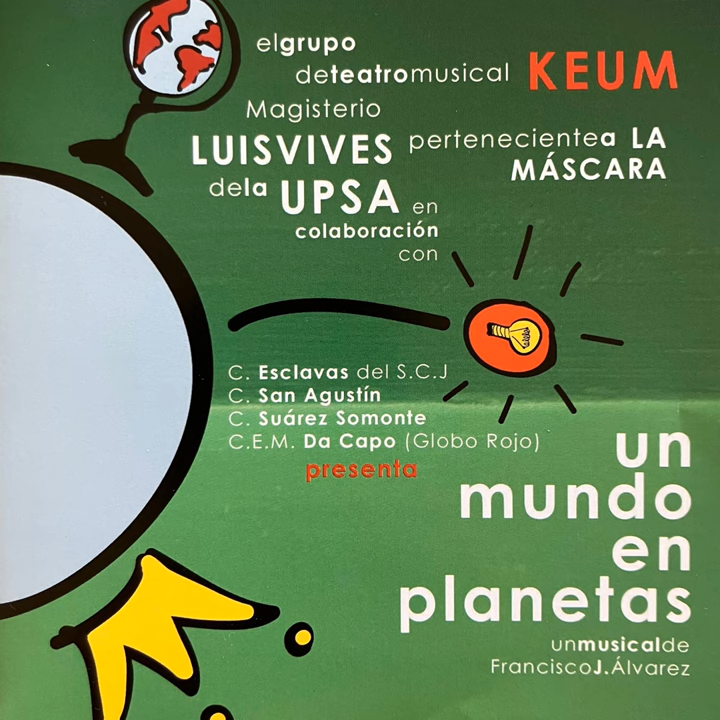 elgrupo
deteatromusical KEUM
Magisterio
LUISVIVES pertenecientea LA
MÁSCARA
dela UPSA en
colaboración
con
C. Esclavas del S.C.J
C. San Agustín
C. Suárez Somonte
C.E.M. Da Capo (Globo Rojo)
presenta
un
mundo
en
planetas
unmusicalde
FranciscoJ.Álvarez